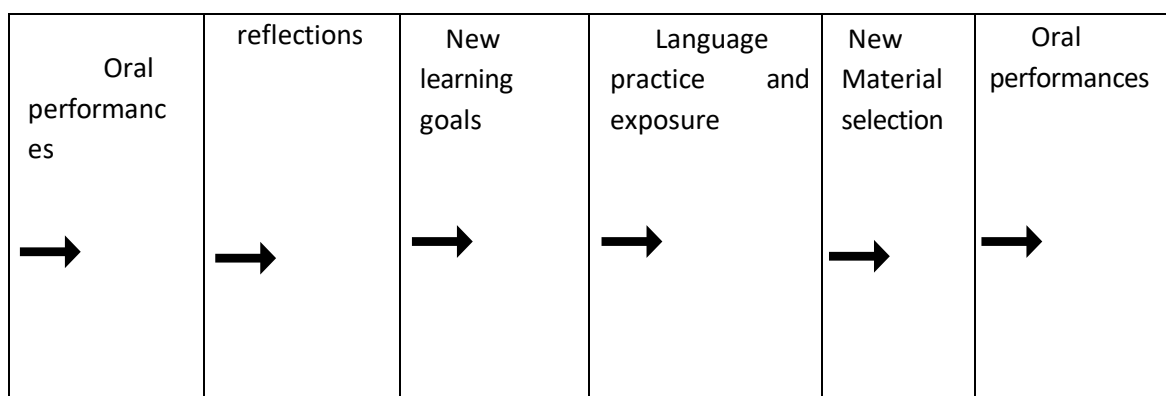 Oral
performanc
es
reflections
New
learning
goals
Language
practice and
exposure
New
Material
selection
Oral
performances